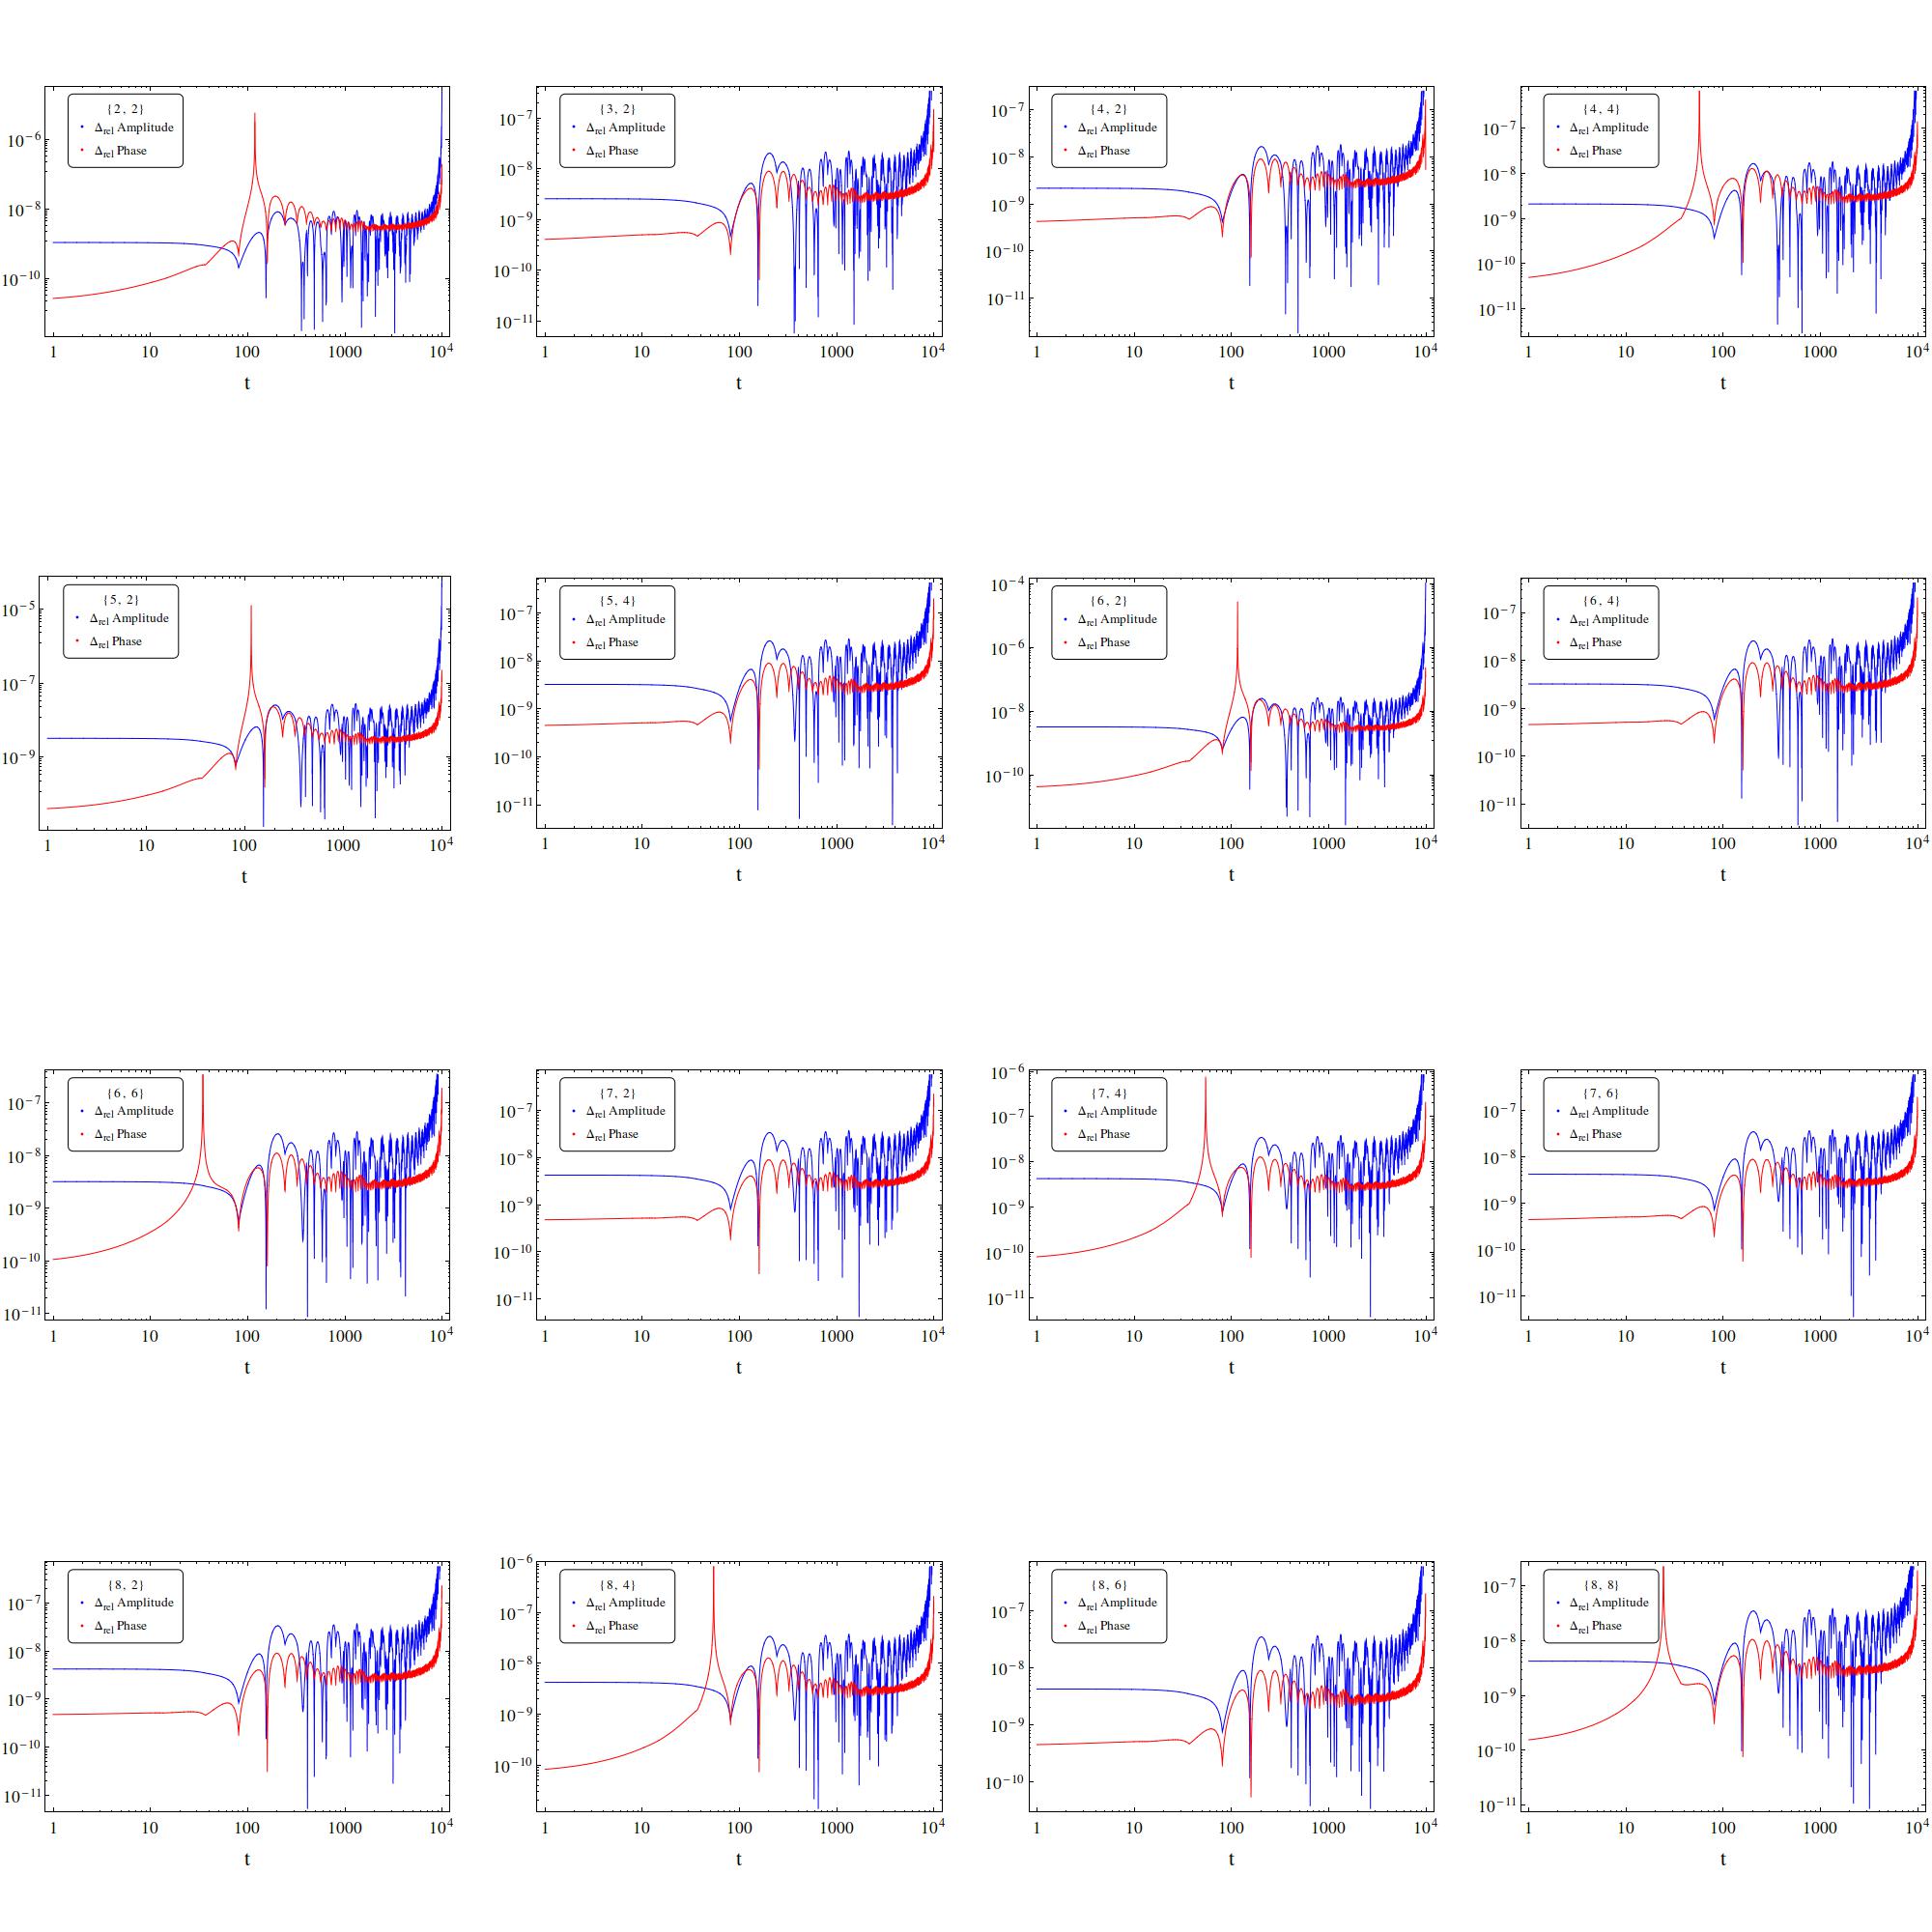 {2, 2}
Δrel Amplitude
Δrel Phase
10^-6
10^-8
10^-10
1 10 100 1000 10^4
t
{3, 2}
Δrel Amplitude
Δrel Phase
10^-7
10^-8
10^-9
10^-10
10^-11
1 10 100 1000 10^4
t
{4, 2}
Δrel Amplitude
Δrel Phase
10^-7
10^-8
10^-9
10^-10
10^-11
1 10 100 1000 10^4
t
{4, 4}
Δrel Amplitude
Δrel Phase
10^-7
10^-8
10^-9
10^-10
10^-11
1 10 100 1000 10^4
t
{5, 2}
Δrel Amplitude
Δrel Phase
10^-5
10^-7
10^-9
1 10 100 1000 10^4
t
{5, 4}
Δrel Amplitude
Δrel Phase
10^-7
10^-8
10^-9
10^-10
10^-11
1 10 100 1000 10^4
t
{6, 2}
Δrel Amplitude
Δrel Phase
10^-4
10^-6
10^-8
10^-10
1 10 100 1000 10^4
t
{6, 4}
Δrel Amplitude
Δrel Phase
10^-7
10^-8
10^-9
10^-10
10^-11
1 10 100 1000 10^4
t
{6, 6}
Δrel Amplitude
Δrel Phase
10^-7
10^-8
10^-9
10^-10
10^-11
1 10 100 1000 10^4
t
{7, 2}
Δrel Amplitude
Δrel Phase
10^-7
10^-8
10^-9
10^-10
10^-11
1 10 100 1000 10^4
t
{7, 4}
Δrel Amplitude
Δrel Phase
10^-6
10^-7
10^-8
10^-9
10^-10
10^-11
1 10 100 1000 10^4
t
{7, 6}
Δrel Amplitude
Δrel Phase
10^-7
10^-8
10^-9
10^-10
10^-11
1 10 100 1000 10^4
t
{8, 2}
Δrel Amplitude
Δrel Phase
10^-7
10^-8
10^-9
10^-10
10^-11
1 10 100 1000 10^4
t
{8, 4}
Δrel Amplitude
Δrel Phase
10^-6
10^-7
10^-8
10^-9
10^-10
1 10 100 1000 10^4
t
{8, 6}
Δrel Amplitude
Δrel Phase
10^-7
10^-8
10^-9
10^-10
1 10 100 1000 10^4
t
{8, 8}
Δrel Amplitude
Δrel Phase
10^-7
10^-8
10^-9
10^-10
10^-11
1 10 100 1000 10^4
t